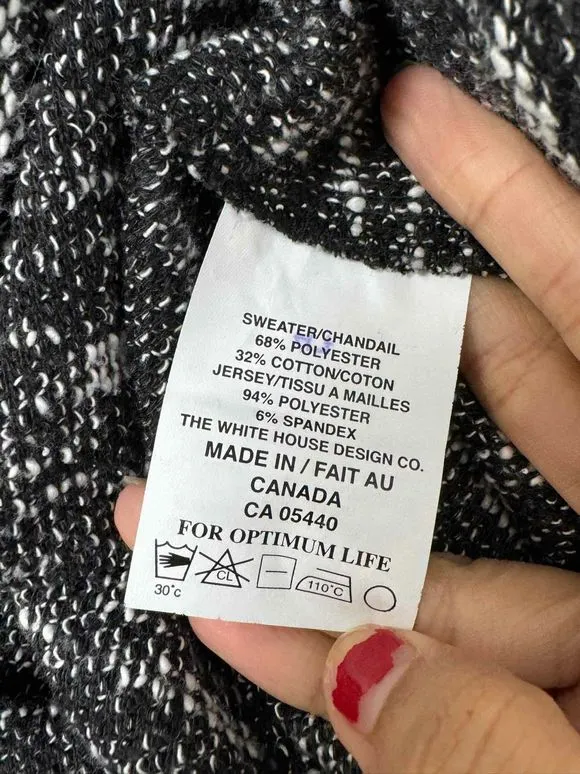 SWEATER/CHANDAIL
68% POLYESTER
32% COTTON/COTON
JERSEY/TISSU A MAILLES
94% POLYESTER
6% SPANDEX
THE WHITE HOUSE DESIGN CO.
MADE IN / FAIT AU
CANADA
CA 05440
FOR OPTIMUM LIFE
CL 110°C
30°C